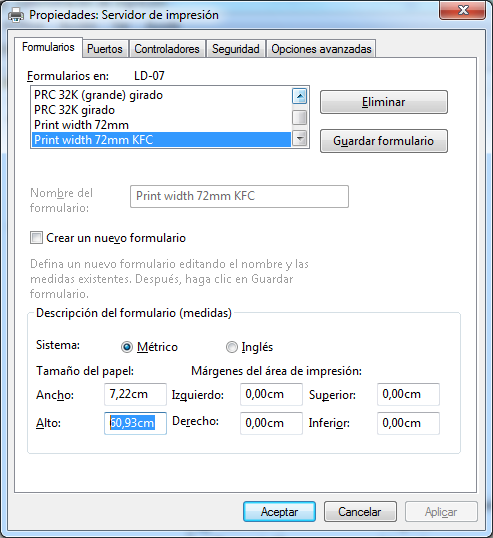 Propiedades: Servidor de impresión
Formularios Puertos Controladores Seguridad Opciones avanzadas
Formularios en: LD-07
PRC 32K (grande) girado
PRC 32K girado
Print width 72mm
Print width 72mm KFC
Eliminar
Guardar formulario
Nombre del formulario: Print width 72mm KFC
Crear un nuevo formulario
Defina un nuevo formulario editando el nombre y las
medidas existentes. Después, haga clic en Guardar
formulario.
Descripción del formulario (medidas)
Sistema: Métrico Inglés
Tamaño del papel: Márgenes del área de impresión:
Ancho: 7,22cm Izquierdo: 0,00cm Superior: 0,00cm
Alto: 60,93cm Derecho: 0,00cm Inferior: 0,00cm
Aceptar Cancelar Aplicar